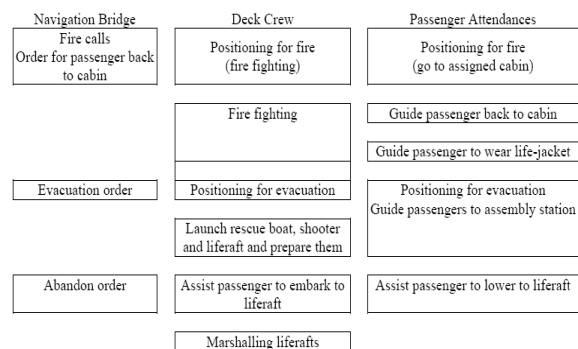 Navigation Bridge
Deck Crew
Passenger Attendances
Fire calls
Order for passenger back
to cabin
Positioning for fire
(fire fighting)
Positioning for fire
(go to assigned cabin)
Fire fighting
Guide passenger back to cabin
Guide passenger to wear life-jacket
Evacuation order
Positioning for evacuation
Positioning for evacuation
Guide passengers to assembly station
Launch rescue boat, shooter
and liferaft and prepare them
Abandon order
Assist passenger to embark to
liferaft
Assist passenger to lower to liferaft
Marshalling liferafts